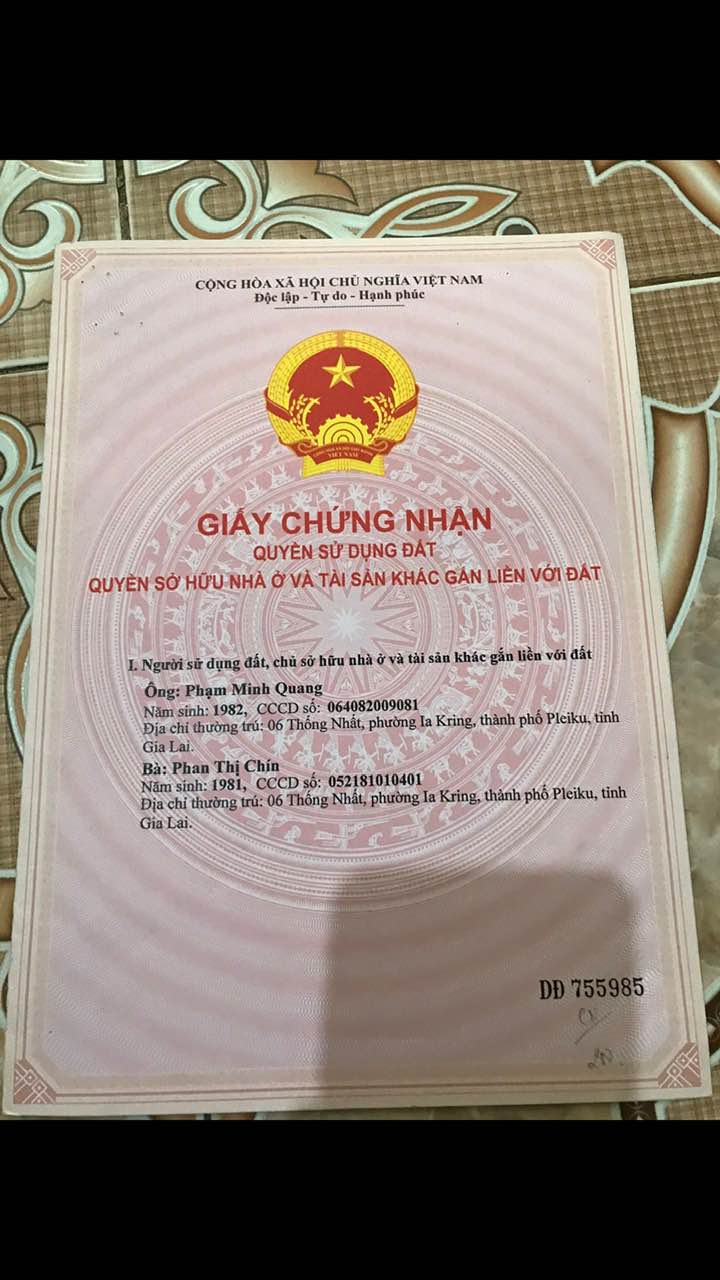 CỘNG HÒA XÃ HỘI CHỦ NGHĨA VIỆT NAM
Độc lập - Tự do - Hạnh phúc
VIỆT NAM
GIẤY CHỨNG NHẬN
QUYỀN SỬ DỤNG ĐẤT
QUYỀN SỞ HỮU NHÀ Ở VÀ TÀI SẢN KHÁC GẮN LIỀN VỚI ĐẤT
I. Người sử dụng đất, chủ sở hữu nhà ở và tài sản khác gắn liền với đất
Ông: Phạm Minh Quang
Năm sinh: 1982, CCCD số: 064082009081
Địa chỉ thường trú: 06 Thống Nhất, phường Ia Kring, thành phố Pleiku, tỉnh
Gia Lai.
Bà: Phan Thị Chín
Năm sinh: 1981, CCCD số: 052181010401
Địa chỉ thường trú: 06 Thống Nhất, phường Ia Kring, thành phố Pleiku, tỉnh
Gia Lai.
DĐ 755985